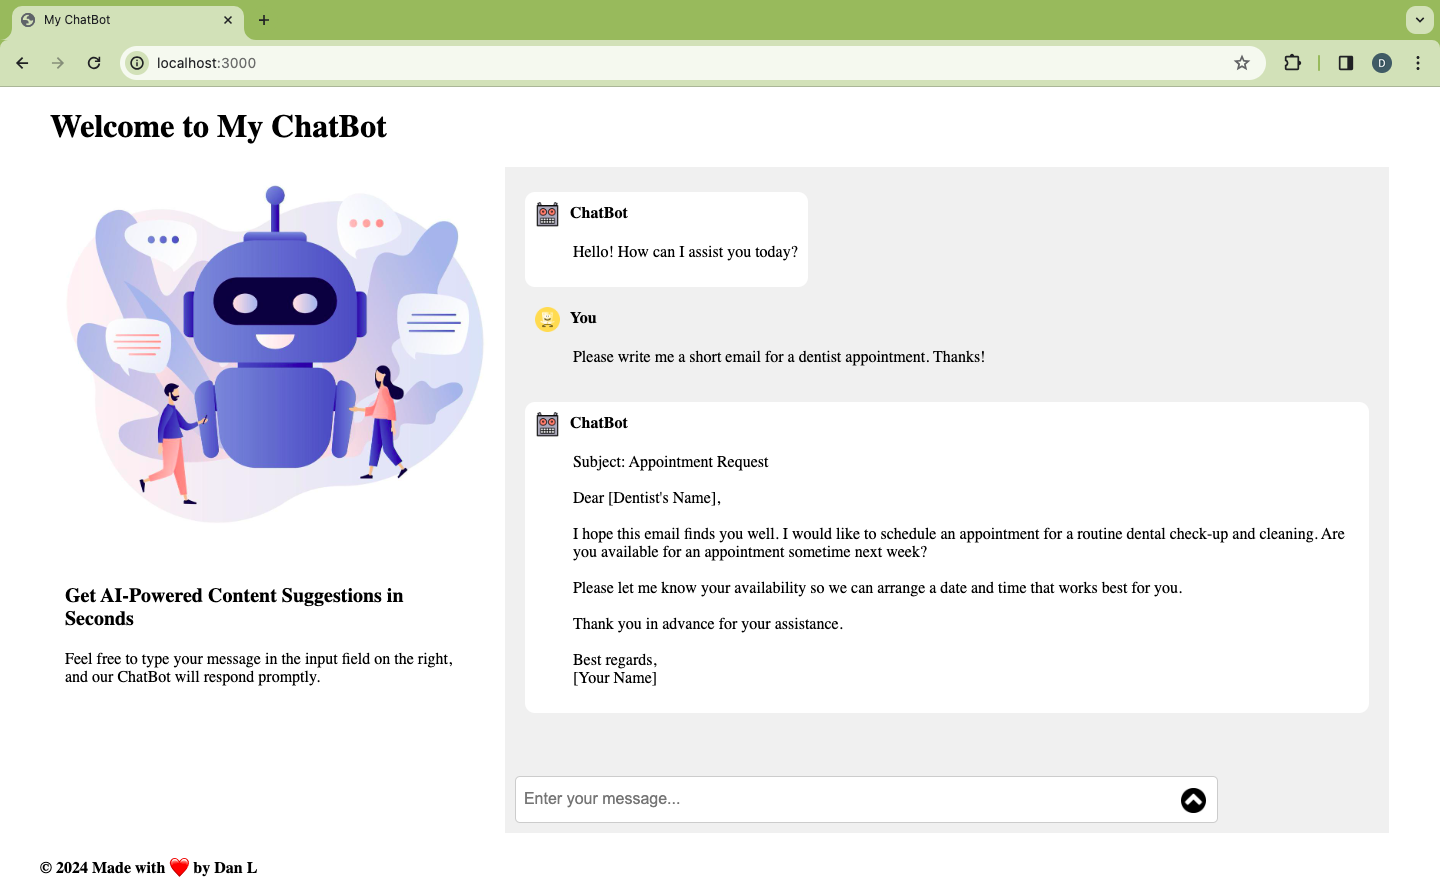 My ChatBot
localhost:3000
D
Welcome to My ChatBot
ChatBot
Hello! How can I assist you today?
You
Please write me a short email for a dentist appointment. Thanks!
ChatBot
Subject: Appointment Request
Dear [Dentist's Name],
I hope this email finds you well. I would like to schedule an appointment for a routine dental check-up and cleaning. Are
you available for an appointment sometime next week?
Please let me know your availability so we can arrange a date and time that works best for you.
Thank you in advance for your assistance.
Best regards,
[Your Name]
Enter your message...
Get AI-Powered Content Suggestions in
Seconds
Feel free to type your message in the input field on the right,
and our ChatBot will respond promptly.
© 2024 Made with ❤️ by Dan L